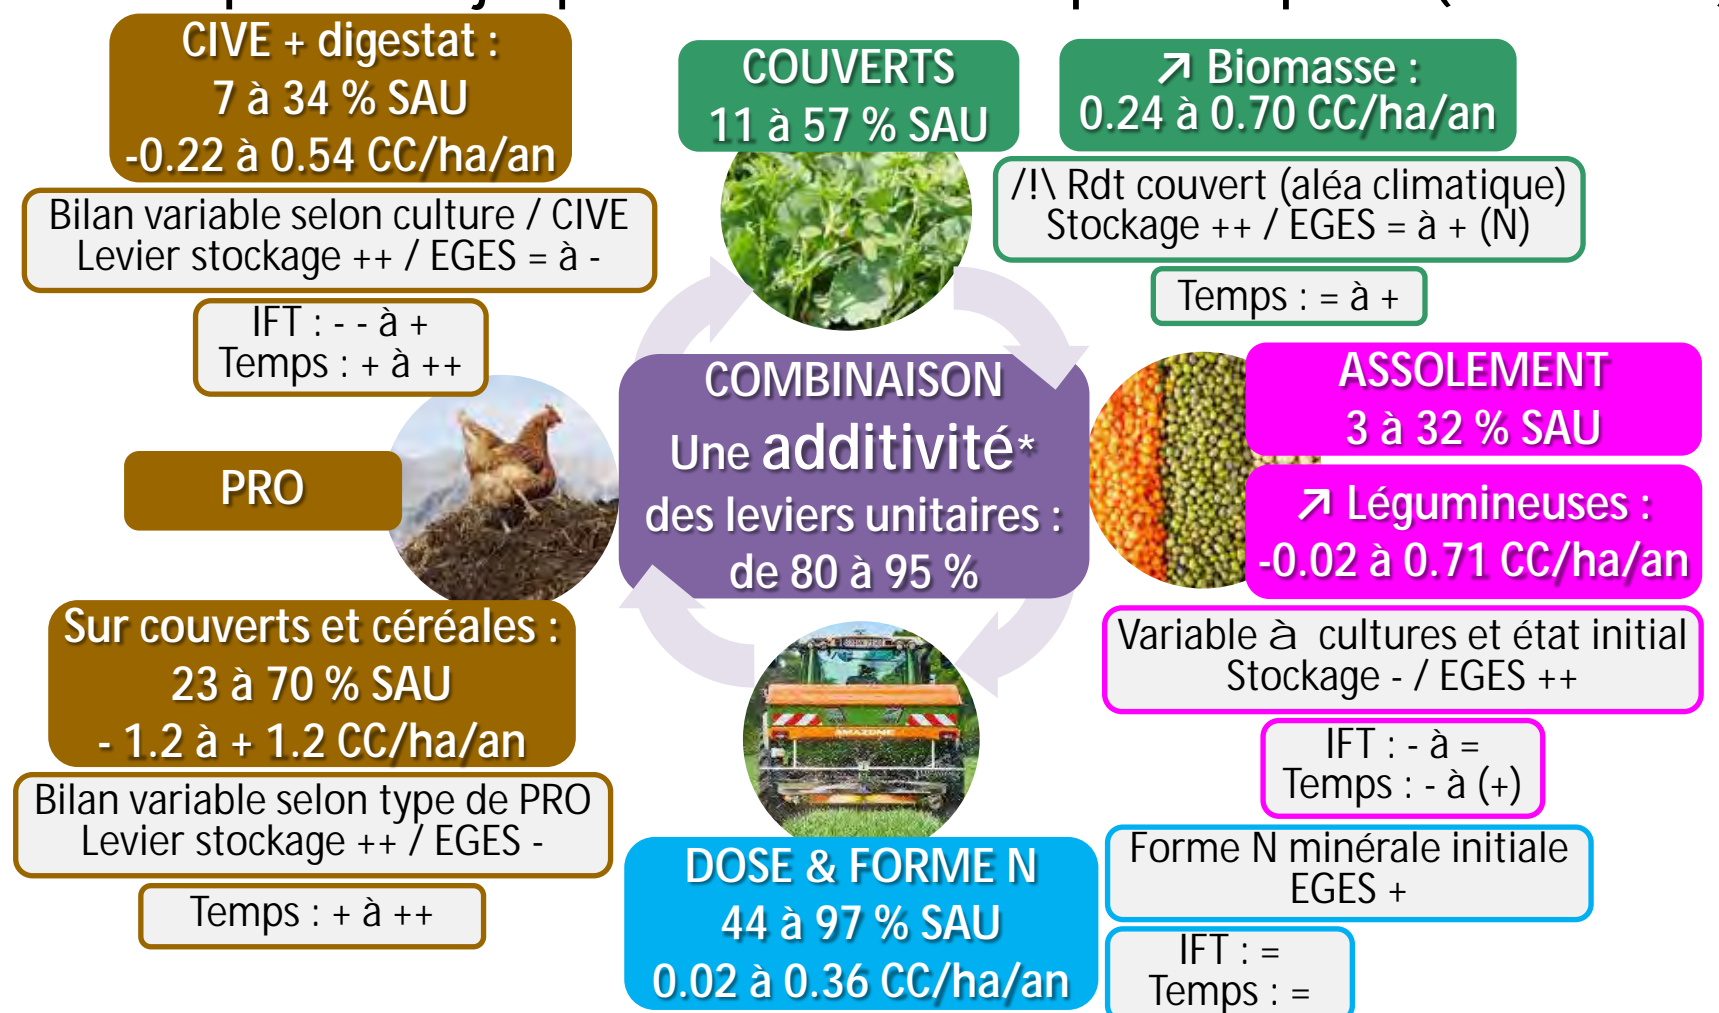 CIVE + digestat :
7 à 34 % SAU
-0.22 à 0.54 CC/ha/an
Bilan variable selon culture / CIVE
Levier stockage ++ / EGES = à -
IFT : - - à +
Temps : + à ++
COUVERTS
11 à 57 % SAU
↗ Biomasse :
0.24 à 0.70 CC/ha/an
/!\ Rdt couvert (aléa climatique)
Stockage ++ / EGES = à + (N)
Temps : = à +
COMBINAISON
Une additivité*
des leviers unitaires :
de 80 à 95 %
ASSOLEMENT
3 à 32 % SAU
↗ Légumineuses :
-0.02 à 0.71 CC/ha/an
Variable à cultures et état initial
Stockage - / EGES ++
IFT : - à =
Temps : - à (+)
PRO
Sur couverts et céréales :
23 à 70 % SAU
- 1.2 à + 1.2 CC/ha/an
Bilan variable selon type de PRO
Levier stockage ++ / EGES -
Temps : + à ++
AMAZONE
DOSE & FORME N
44 à 97 % SAU
0.02 à 0.36 CC/ha/an
Forme N minérale initiale
EGES +
IFT : =
Temps : =